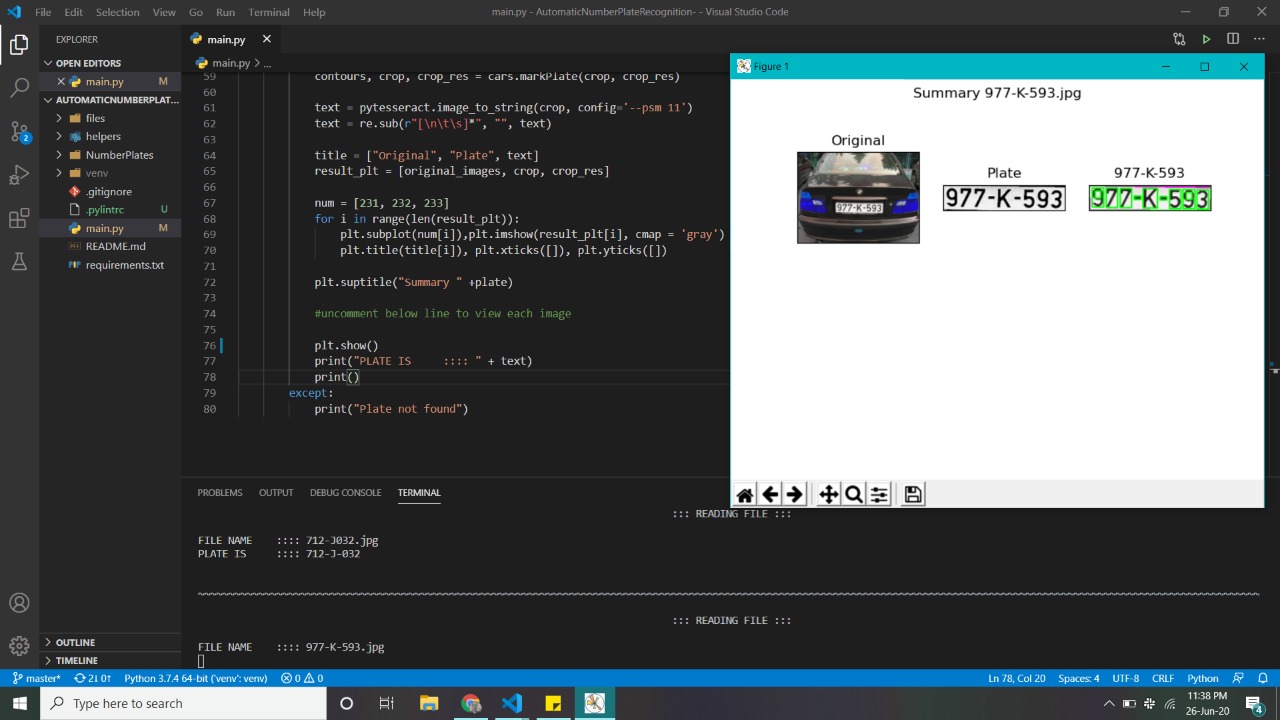 File Edit Selection View Go Run Terminal Help
main.py - AutomaticNumberPlateRecognition- - Visual Studio Code
EXPLORER
OPEN EDITORS
main.py M
AUTOMATICNUMBERPLAT...
files
helpers
NumberPlates
venv
.gitignore
.pylintrc U
main.py M
README.md
requirements.txt
OUTLINE
TIMELINE
main.py
main.py > ...
59 contours, crop, crop_res = cars.markPlate(crop, crop_res)
60
61 text = pytesseract.image_to_string(crop, config='--psm 11')
62 text = re.sub(r"[\n\t\s]*", "", text)
63
64 title = ["Original", "Plate", text]
65 result_plt = [original_images, crop, crop_res]
66
67 num = [231, 232, 233]
68 for i in range(len(result_plt)):
69 plt.subplot(num[i]),plt.imshow(result_plt[i], cmap = 'gray')
70 plt.title(title[i]), plt.xticks([]), plt.yticks([])
71
72 plt.suptitle("Summary " +plate)
73
74 #uncomment below line to view each image
75
76 plt.show()
77 print("PLATE IS     :::: " + text)
78 print()
79 except:
80 print("Plate not found")
Figure 1
Summary 977-K-593.jpg
Original
977-K-593
Plate
977-K-593
977-K-593
977-K-593
PROBLEMS OUTPUT DEBUG CONSOLE TERMINAL
::: READING FILE :::
FILE NAME    :::: 712-J032.jpg
PLATE IS     :::: 712-J-032
~~~~~~~~~~~~~~~~~~~~~~~~~~~~~~~~~~~~~~~~
::: READING FILE :::
FILE NAME    :::: 977-K-593.jpg
2
master* 2↓ 0↑ Python 3.7.4 64-bit ('venv': venv) 0 0
Ln 78, Col 20 Spaces: 4 UTF-8 CRLF Python
Type here to search
11:38 PM
26-Jun-20
4